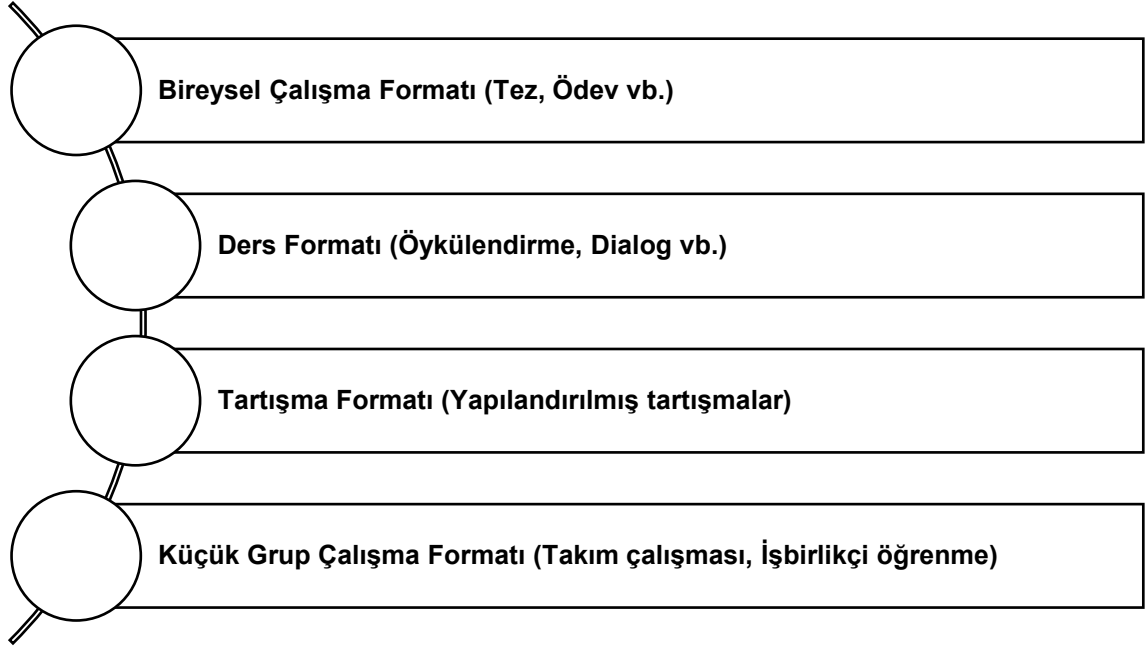 Bireysel Çalışma Formatı (Tez, Ödev vb.)
Ders Formatı (Öykülendirme, Dialog vb.)
Tartışma Formatı (Yapılandırılmış tartışmalar)
Küçük Grup Çalışma Formatı (Takım çalışması, İşbirlikçi öğrenme)